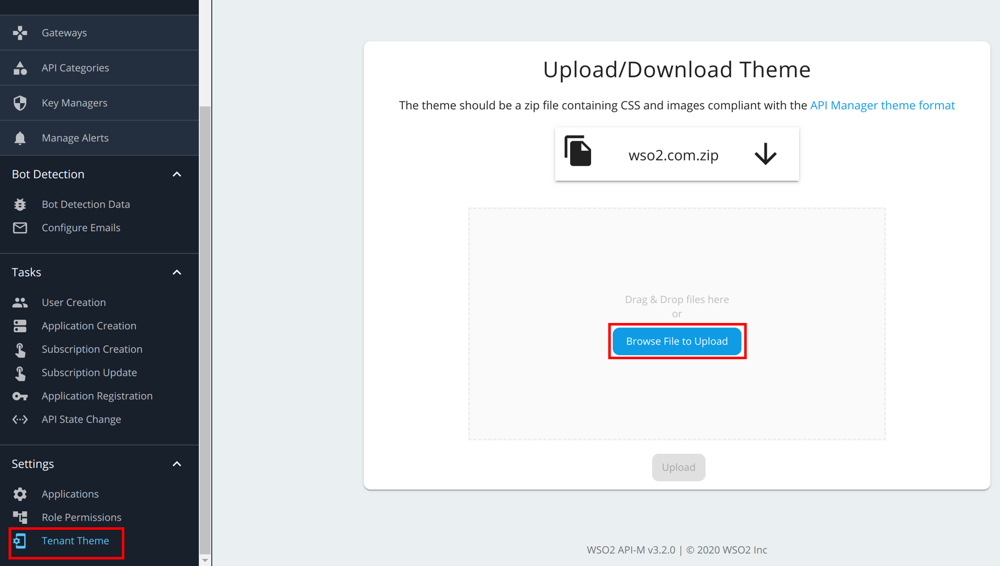 Gateways
API Categories
Key Managers
Manage Alerts
Bot Detection
Bot Detection Data
Configure Emails
Tasks
User Creation
Application Creation
Subscription Creation
Subscription Update
Application Registration
API State Change
Settings
Applications
Role Permissions
Tenant Theme
Upload/Download Theme
The theme should be a zip file containing CSS and images compliant with the API Manager theme format
wso2.com.zip
Drag & Drop files here
or
Browse File to Upload
Upload
WSO2 API-M v3.2.0 | © 2020 WSO2 Inc